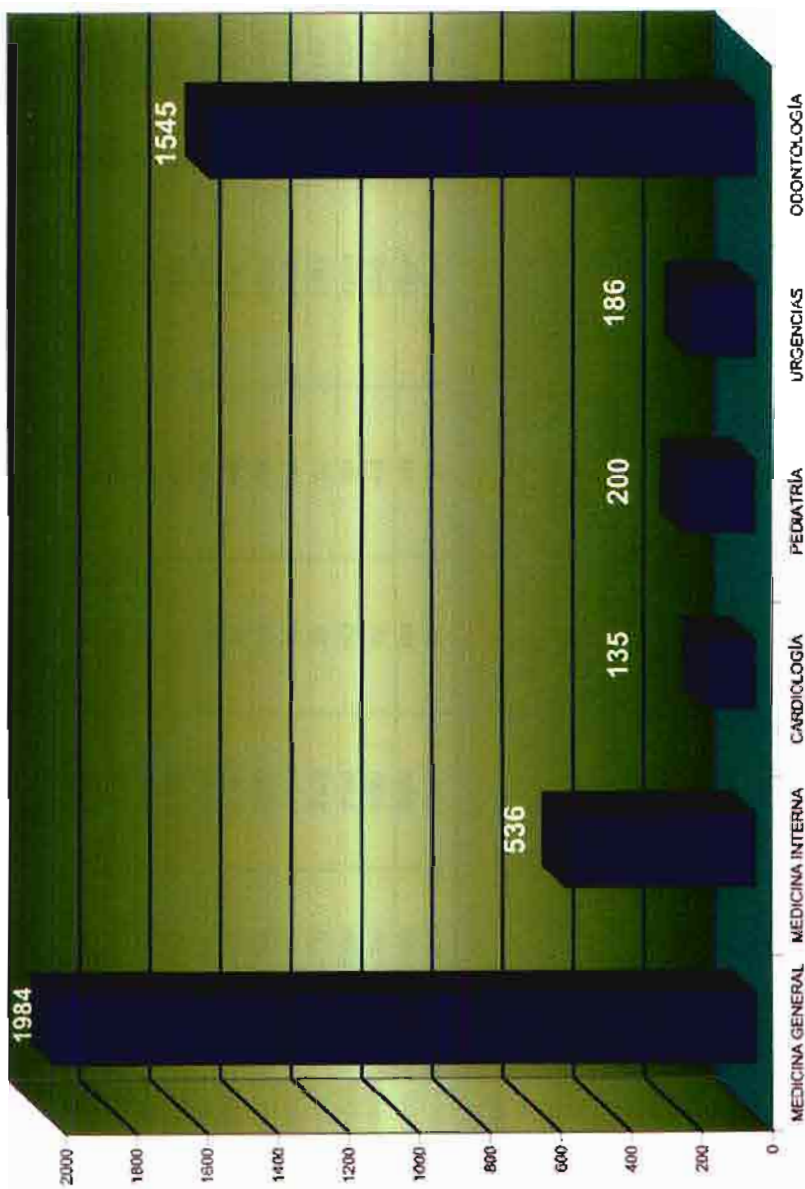 1984
536
135
200
186
1545
2000
1800
1600
1400
1200
1000
800
600
400
200
0
MEDICINA GENERAL
MEDICINA INTERNA
CARDIOLOGÍA
PEDIATRÍA
URGENCIAS
ODONTOLOGÍA